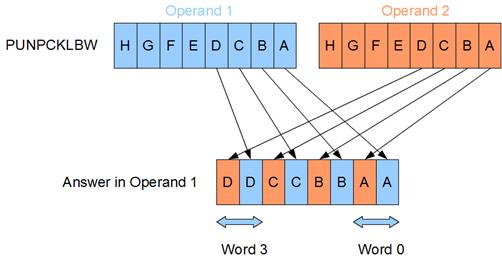 Operand 1 Operand 2
PUNPCKLBW H G F E D C B A H G F E D C B A
Answer in Operand 1 D D C C B B A A
Word 3 Word 0